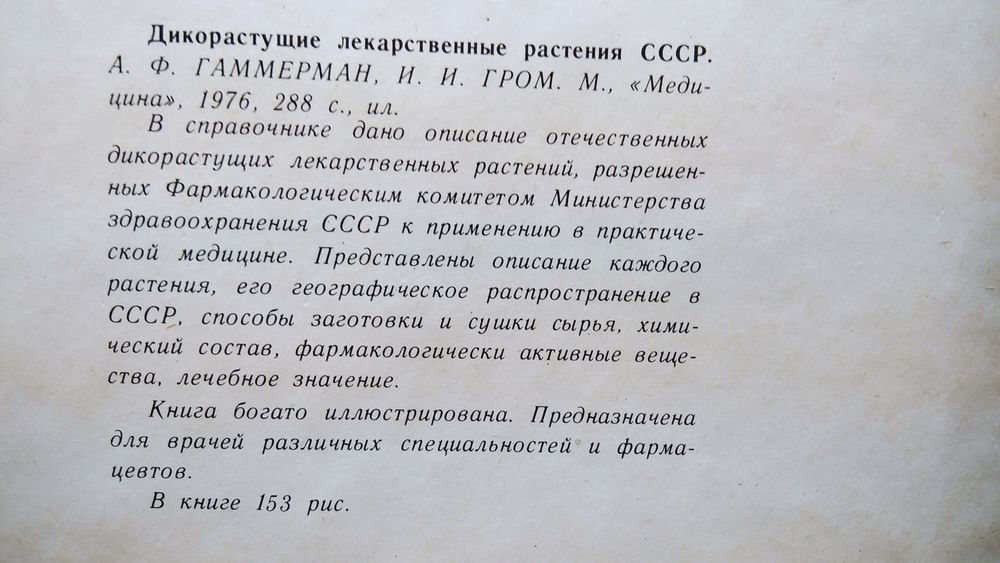 Дикорастущие лекарственные растения СССР.
А. Ф. ГАММЕРМАН, И. И. ГРОМ. М., «Меди-
цина», 1976, 288 с., ил.
В справочнике дано описание отечественных
дикорастущих лекарственных растений, разрешен-
ных Фармакологическим комитетом Министерства
здравоохранения СССР к применению в практиче-
ской медицине. Представлены описание каждого
растения, его географическое распространение в
СССР, способы заготовки и сушки сырья, хими-
ческий состав, фармакологически активные веще-
ства, лечебное значение.
Книга богато иллюстрирована. Предназначена
для врачей различных специальностей и фарма-
цевтов.
В книге 153 рис.